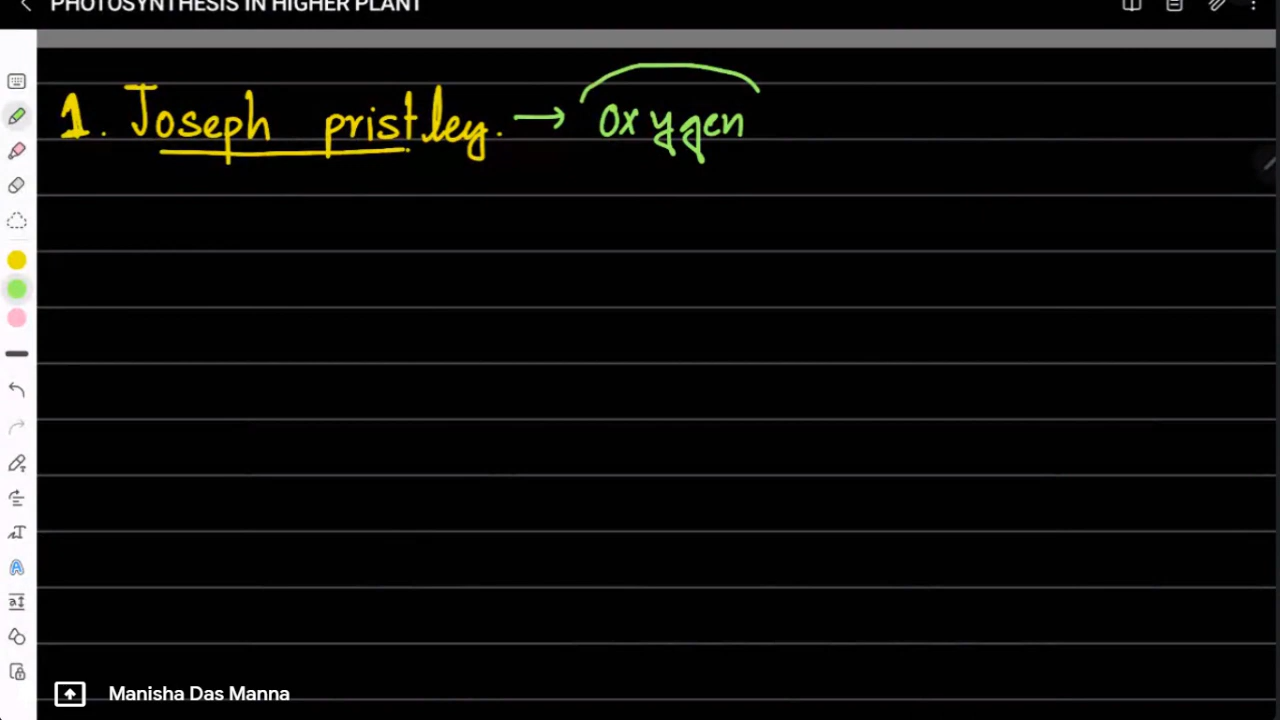 PHOTOSYNTHESIS IN HIGHER PLANT
1. Joseph pristley. → oxygen
Manisha Das Manna